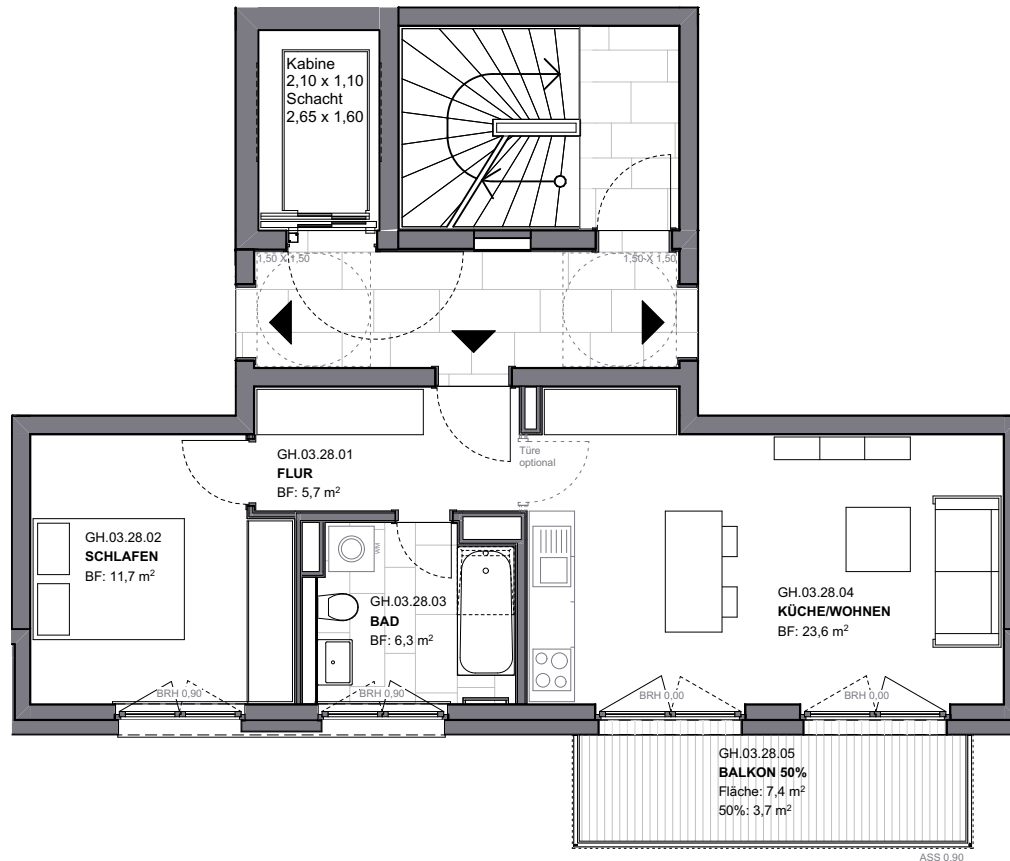 Kabine
2,10 x 1,10
Schacht
2,65 x 1,60
1,50 X 1,50
1,50 X 1,50
Türe
optional
GH.03.28.01
FLUR
BF: 5,7 m²
GH.03.28.02
SCHLAFEN
BF: 11,7 m²
WM
GH.03.28.03
BAD
BF: 6,3 m²
GH.03.28.04
KÜCHE/WOHNEN
BF: 23,6 m²
BRH 0,90
BRH 0,90
BRH 0,00
BRH 0,00
GH.03.28.05
BALKON 50%
Fläche: 7,4 m²
50%: 3,7 m²
ASS 0,90